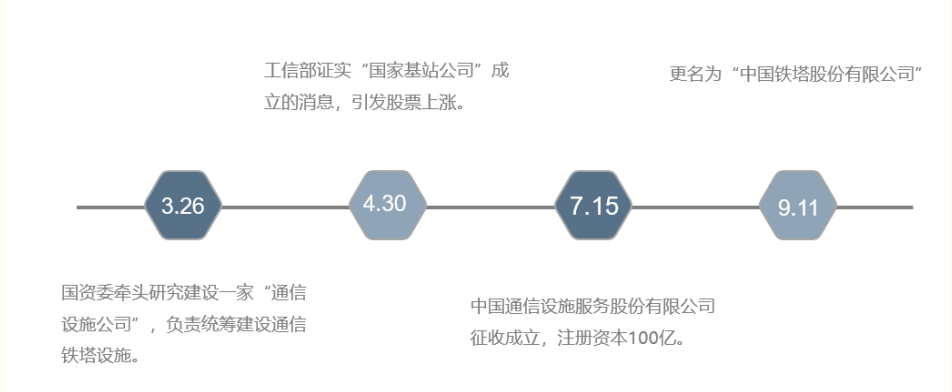 工信部证实“国家基站公司”成
立的消息，引发股票上涨。
更名为“中国铁塔股份有限公司”
3.26
4.30
7.15
9.11
国资委牵头研究建设一家“通信
设施公司”，负责统筹建设通信
铁塔设施。
中国通信设施服务股份有限公司
征收成立，注册资本100亿。